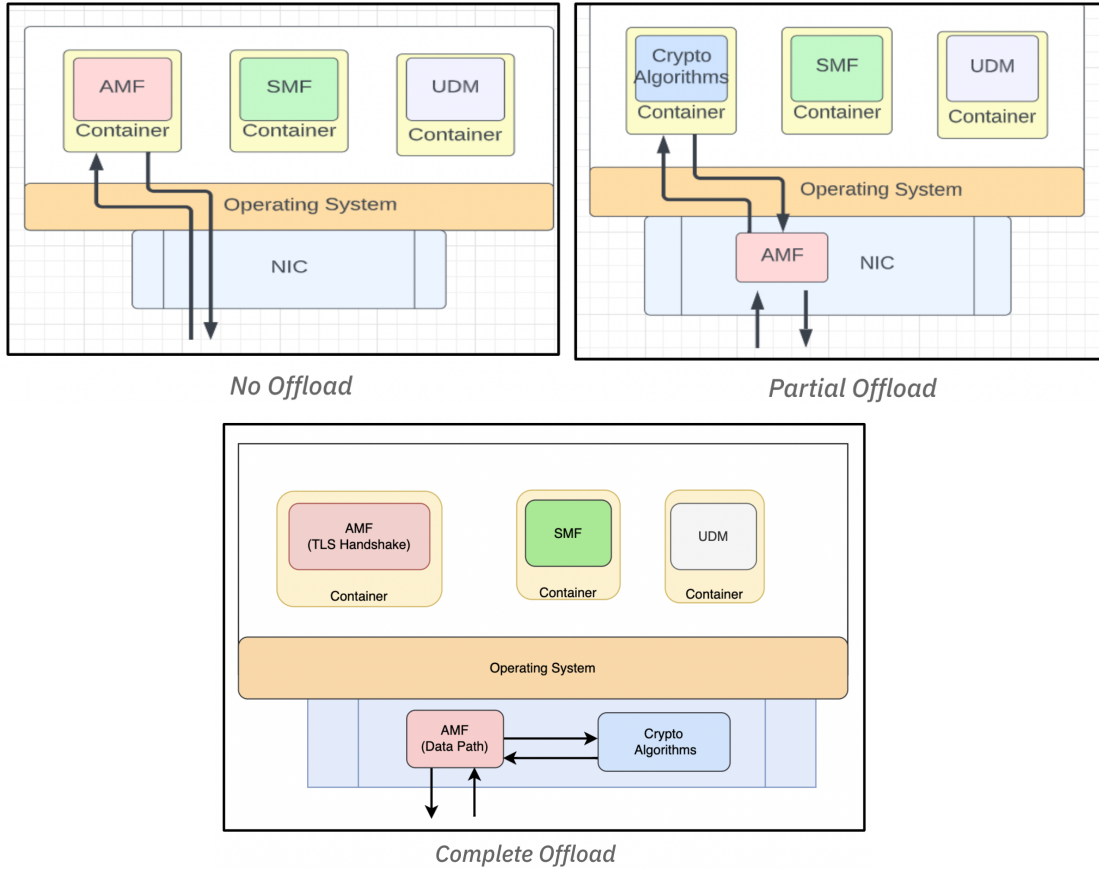 AMF
Container
SMF
Container
UDM
Container
Operating System
NIC
No Offload
Crypto
Algorithms
Container
SMF
Container
UDM
Container
Operating System
AMF
NIC
Partial Offload
AMF
(TLS Handshake)
Container
SMF
Container
UDM
Container
Operating System
AMF
(Data Path)
Crypto
Algorithms
Complete Offload